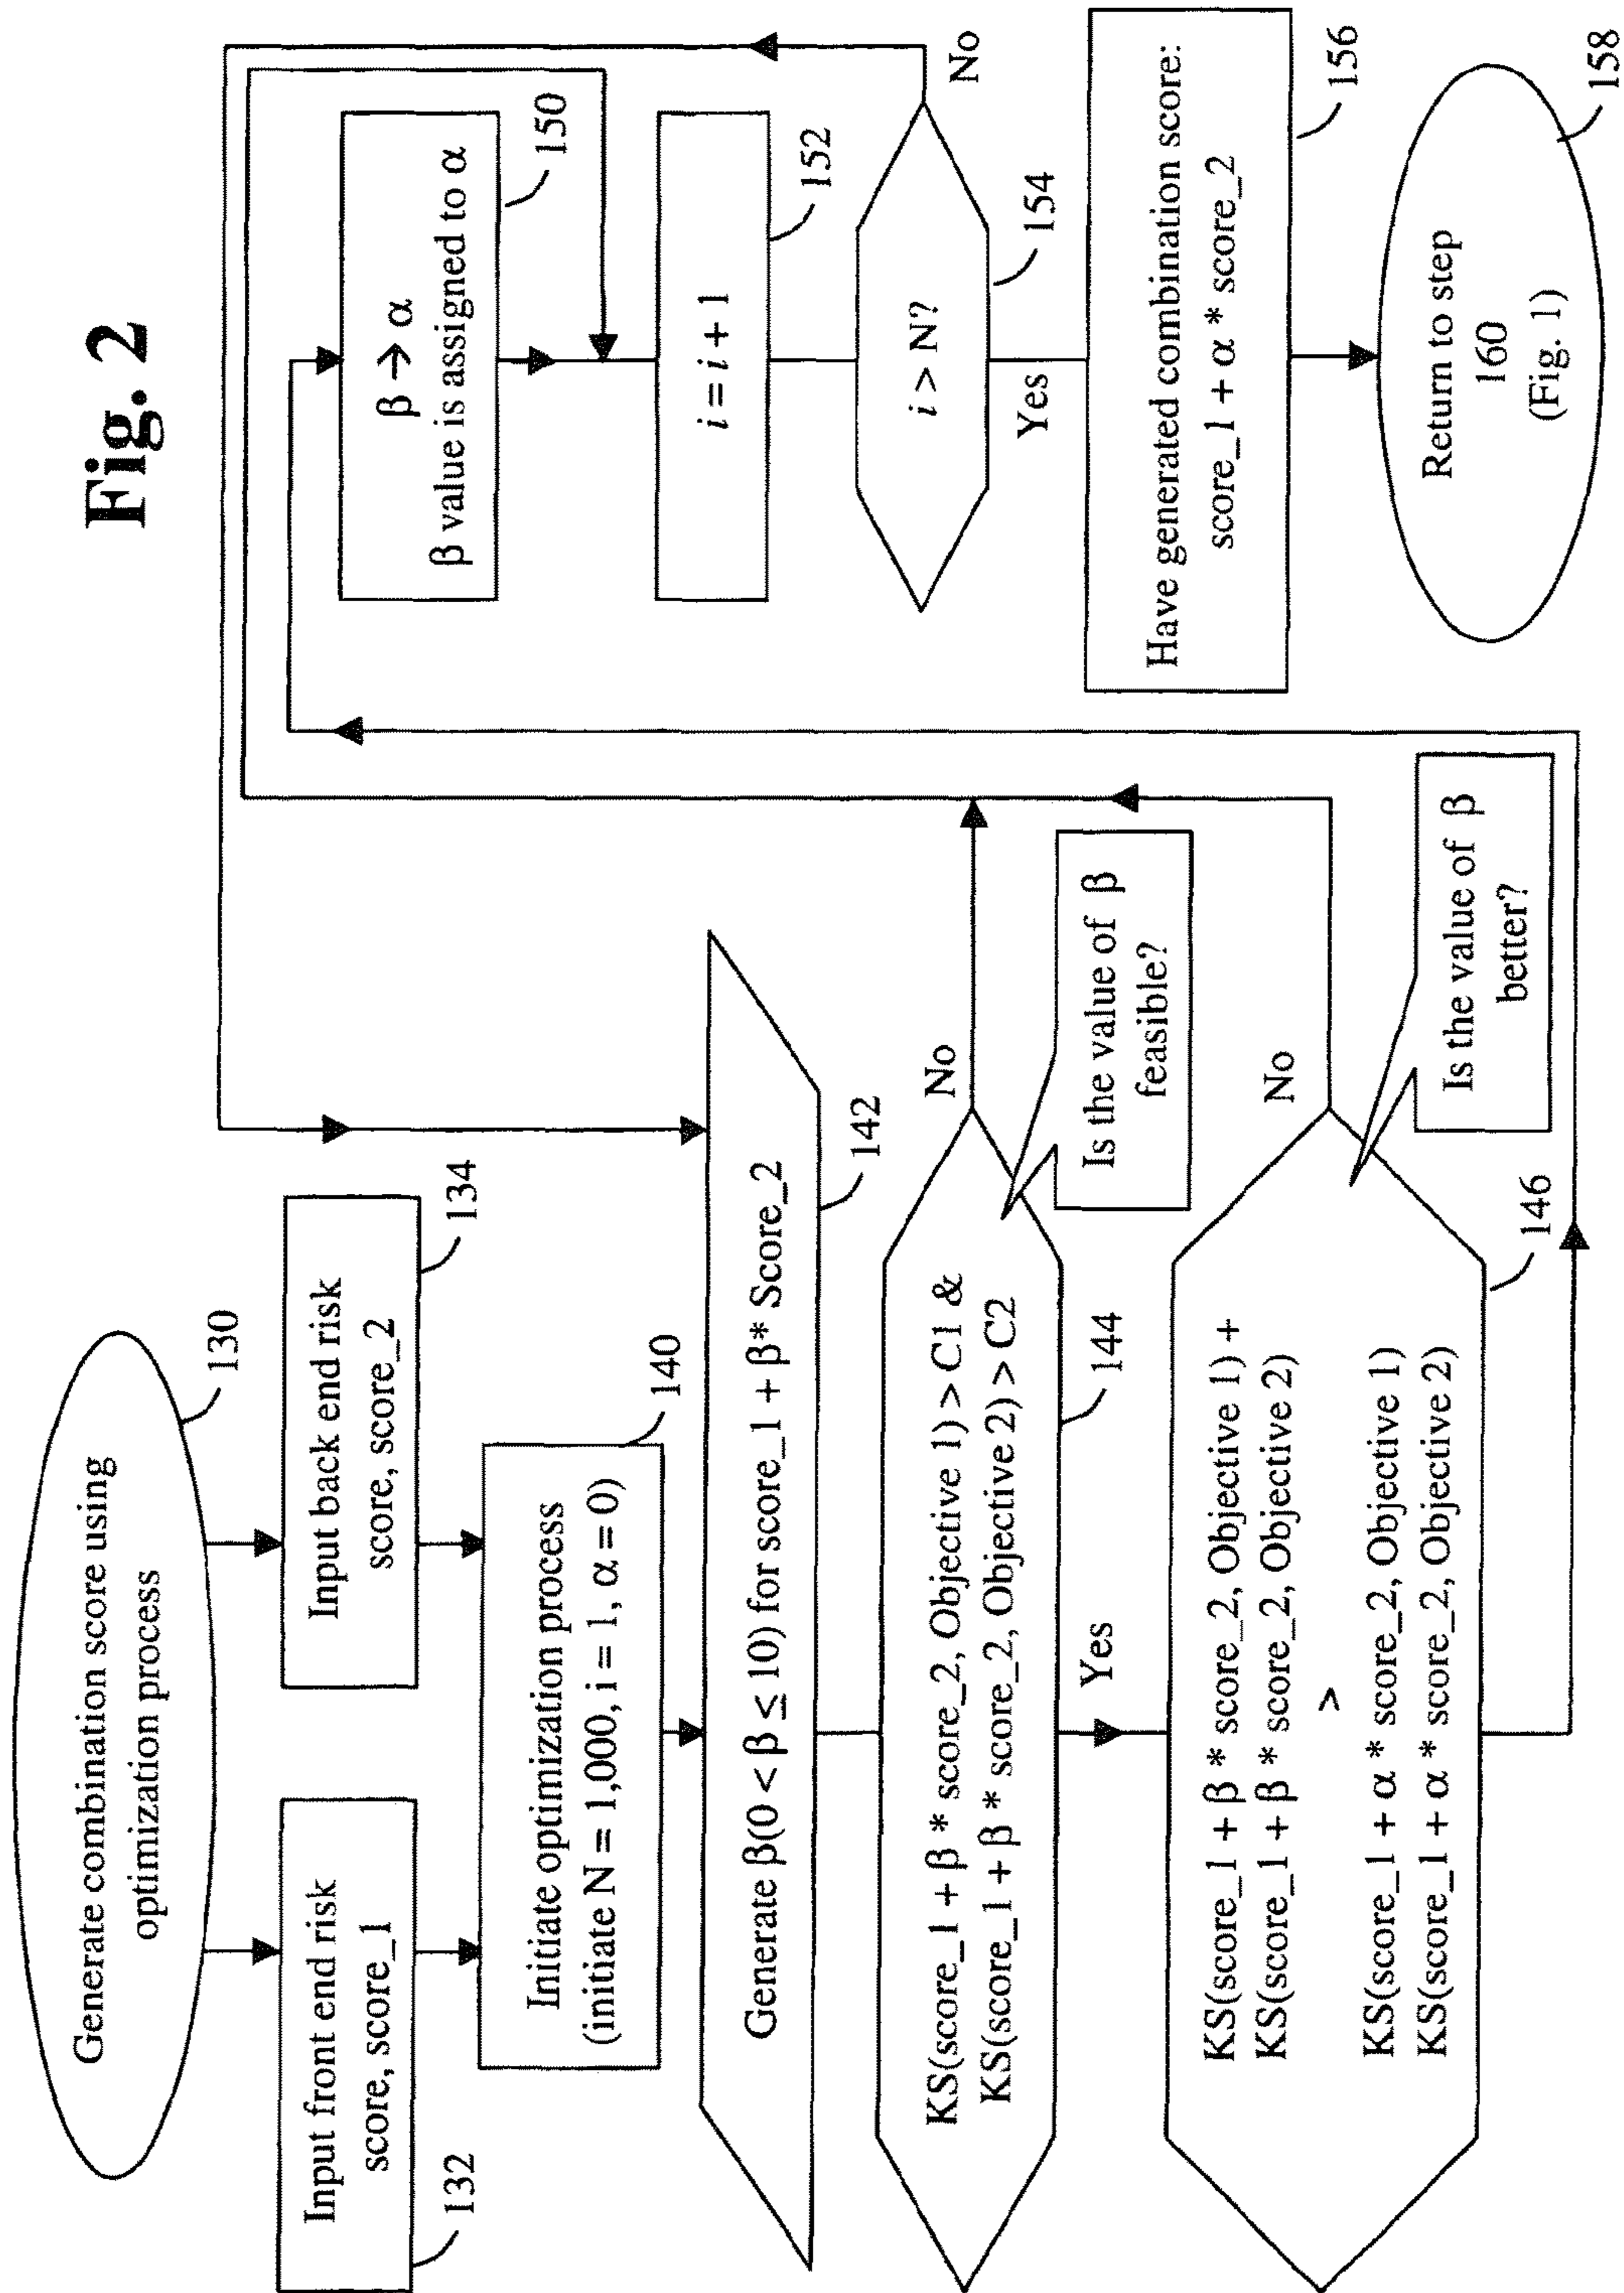 Fig. 2
Generate combination score using
optimization process
130
Input front end risk
score, score_1
132
Input back end risk
score, score_2
134
Initiate optimization process
(initiate N = 1,000, i = 1, α = 0)
140
Generate β(0 < β ≤ 10) for score_1 + β* Score_2
142
KS(score_1 + β * score_2, Objective 1) > C1 &
KS(score_1 + β * score_2, Objective 2) > C2
144
No
Is the value of β
feasible?
Yes
KS(score_1 + β * score_2, Objective 1) +
KS(score_1 + β * score_2, Objective 2)
>
KS(score_1 + α * score_2, Objective 1)
KS(score_1 + α * score_2, Objective 2)
146
No
Is the value of β
better?
β → α
β value is assigned to α
150
i = i + 1
152
i > N?
154
No
Yes
Have generated combination score:
score_1 + α * score_2
156
Return to step
160
(Fig. 1)
158